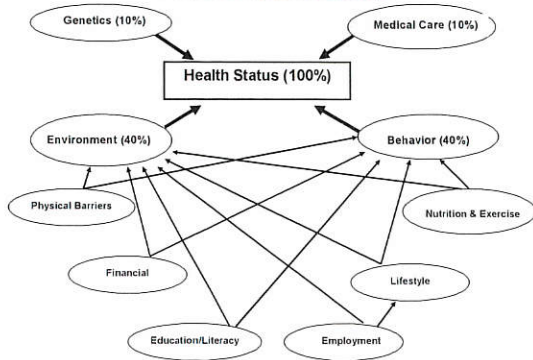 Genetics (10%)
Medical Care (10%)
Health Status (100%)
Environment (40%)
Behavior (40%)
Physical Barriers
Nutrition & Exercise
Financial
Lifestyle
Education/Literacy
Employment